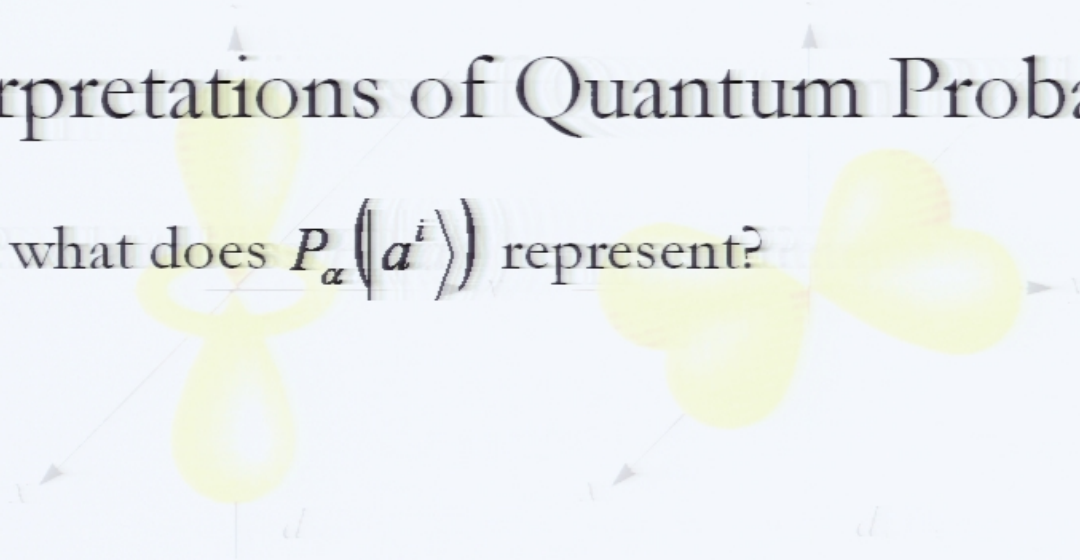 rpretations of Quantum Proba
what does P_α(|a^i⟩) represent?
x
x
d
d